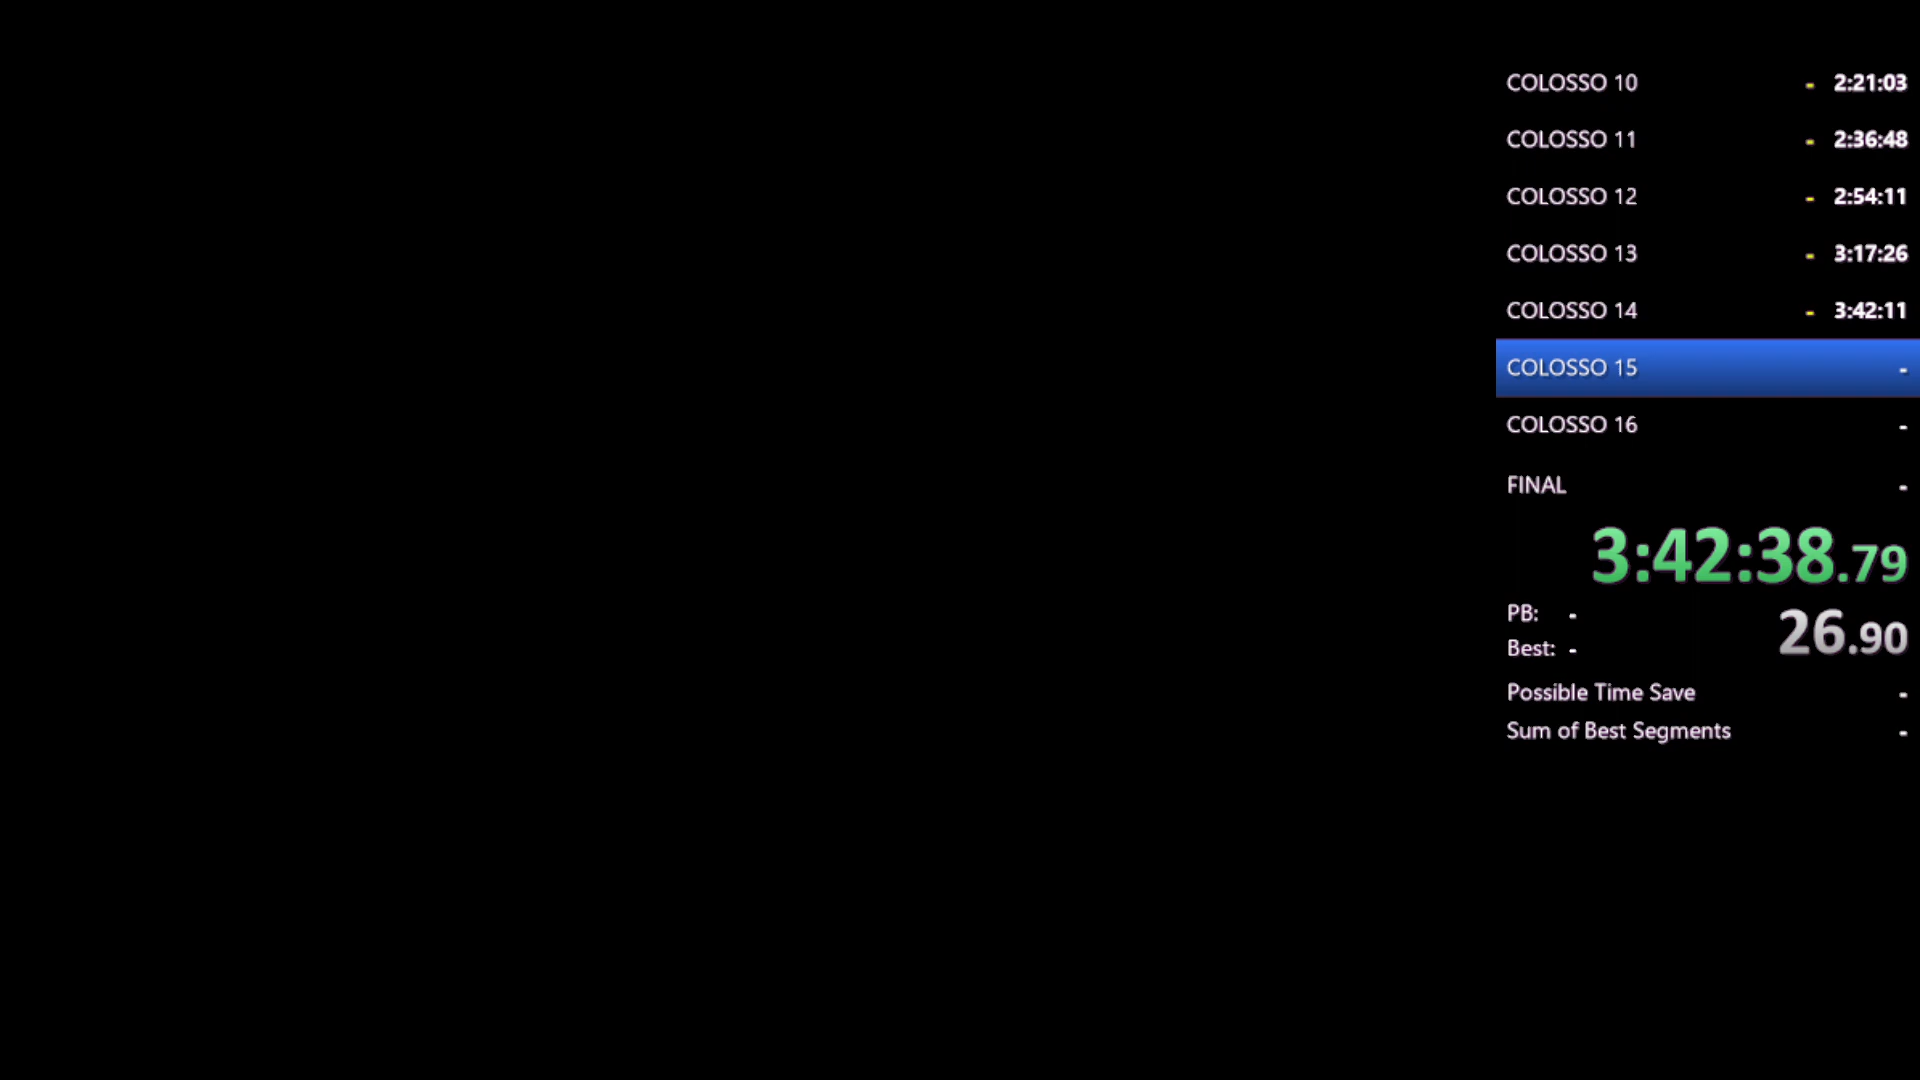 COLOSSO 10 - 2:21:03
COLOSSO 11 - 2:36:48
COLOSSO 12 - 2:54:11
COLOSSO 13 - 3:17:26
COLOSSO 14 - 3:42:11
COLOSSO 15 -
COLOSSO 16 -
FINAL -
3:42:38.79
PB: - 26.90
Best: -
Possible Time Save -
Sum of Best Segments -